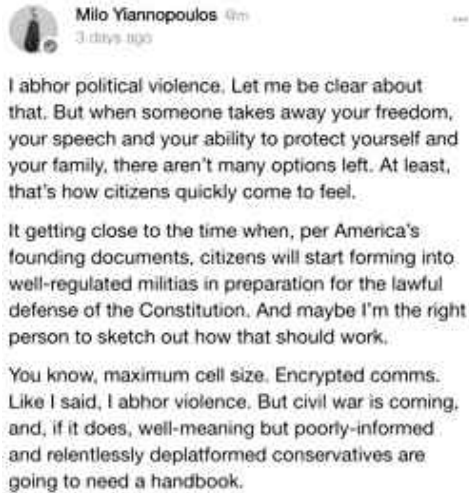 Milo Yiannopoulos @m
3 days ago
I abhor political violence. Let me be clear about
that. But when someone takes away your freedom,
your speech and your ability to protect yourself and
your family, there aren't many options left. At least,
that's how citizens quickly come to feel.
It getting close to the time when, per America's
founding documents, citizens will start forming into
well-regulated militias in preparation for the lawful
defense of the Constitution. And maybe I'm the right
person to sketch out how that should work.
You know, maximum cell size. Encrypted comms.
Like I said, I abhor violence. But civil war is coming,
and, if it does, well-meaning but poorly-informed
and relentlessly deplatformed conservatives are
going to need a handbook.